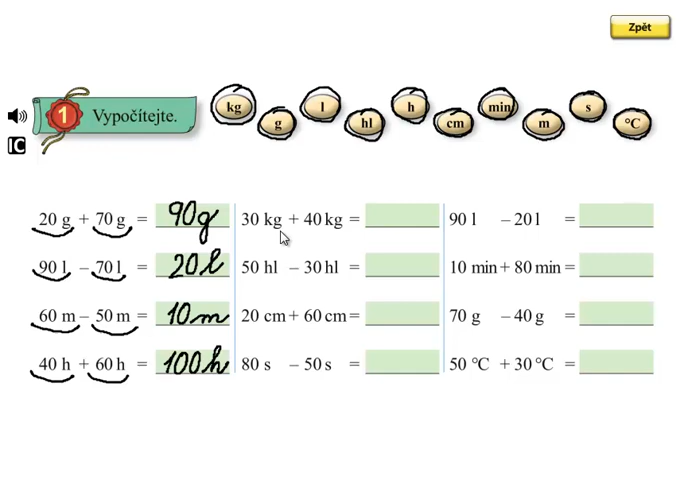 Zpět
1 Vypočítejte.
kg g l hl h cm min m s °C
IC
20 g + 70 g = 90g 30 kg + 40 kg = 90 l – 20 l =
90 l – 70 l = 20l 50 hl – 30 hl = 10 min + 80 min =
60 m – 50 m = 10m 20 cm + 60 cm = 70 g – 40 g =
40 h + 60 h = 100h 80 s – 50 s = 50 °C + 30 °C =